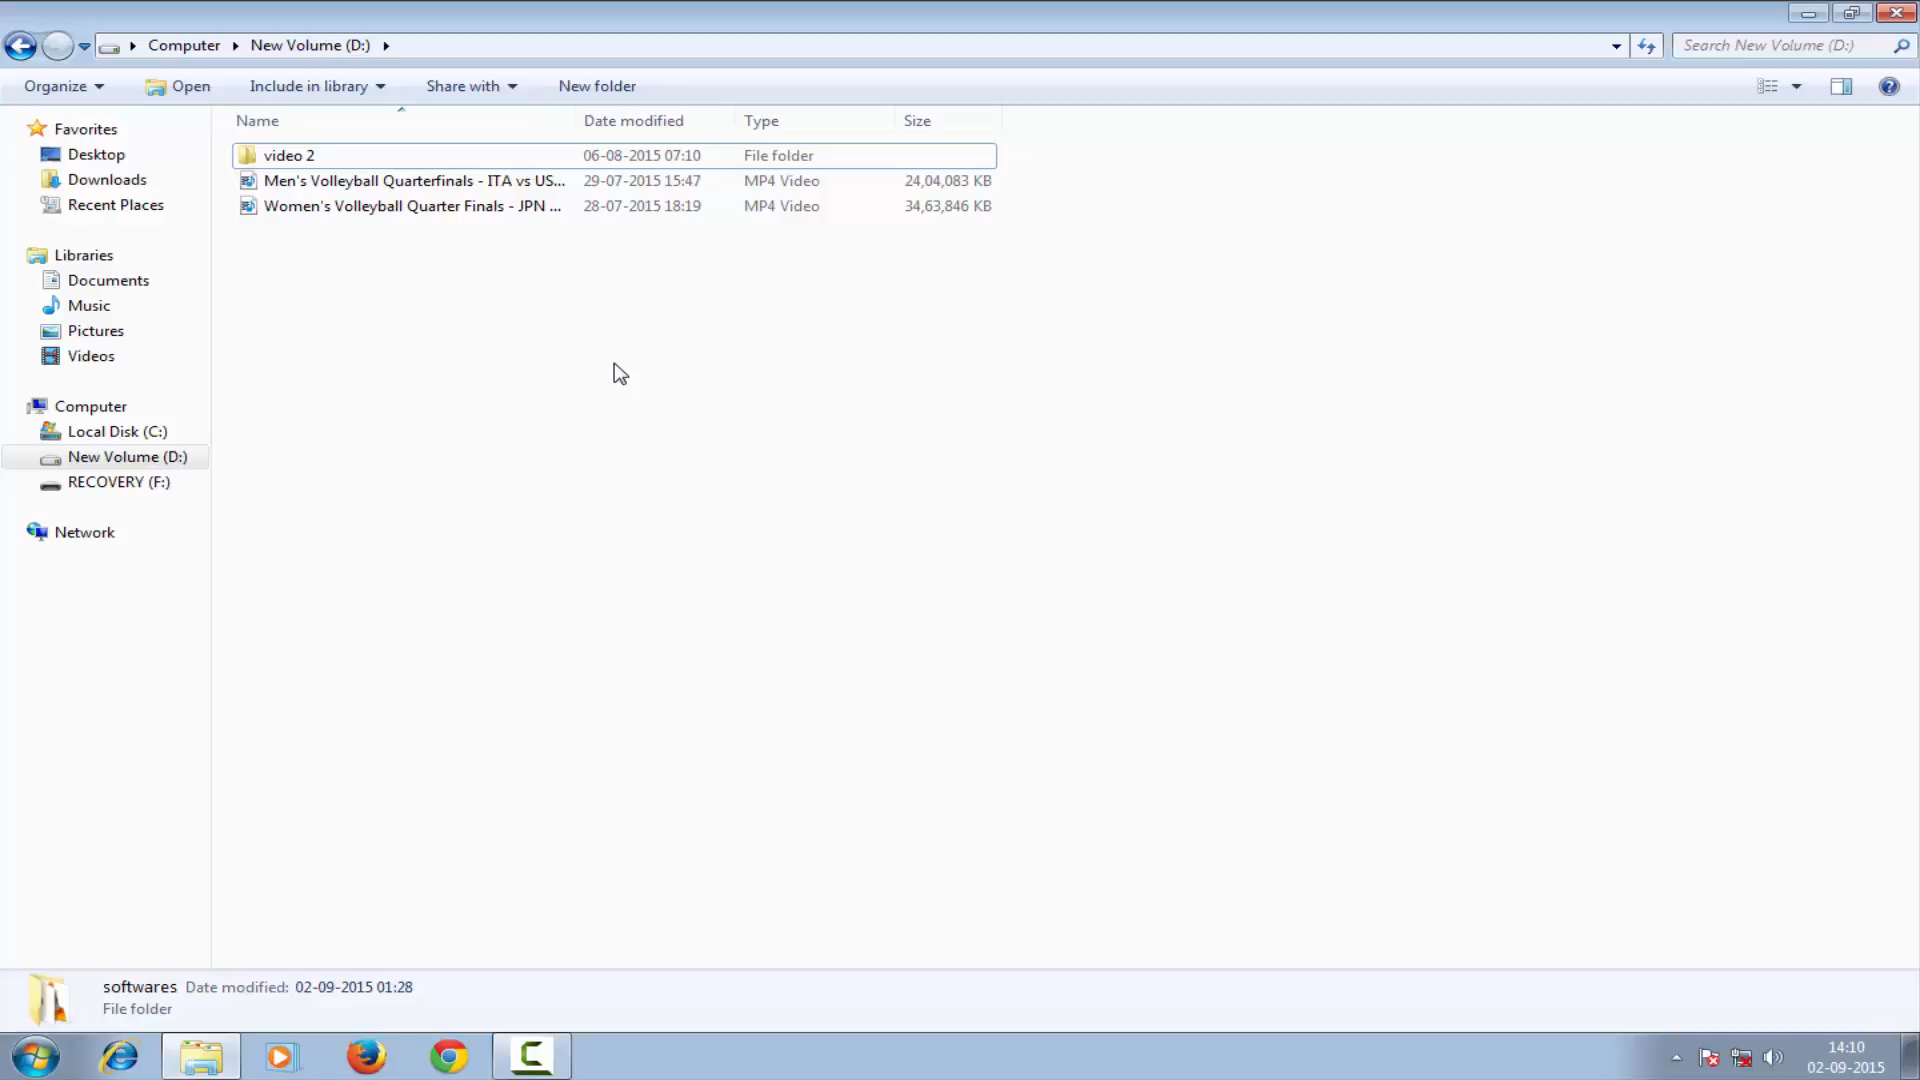 Computer New Volume (D:)
Search New Volume (D:)
Organize Open Include in library Share with New folder
Name Date modified Type Size
Favorites
Desktop
Downloads
Recent Places
Libraries
Documents
Music
Pictures
Videos
Computer
Local Disk (C:)
New Volume (D:)
RECOVERY (F:)
Network
video 2 06-08-2015 07:10 File folder
Men's Volleyball Quarterfinals - ITA vs US... 29-07-2015 15:47 MP4 Video 24,04,083 KB
Women's Volleyball Quarter Finals - JPN ... 28-07-2015 18:19 MP4 Video 34,63,846 KB
softwares Date modified: 02-09-2015 01:28
File folder
14:10
02-09-2015